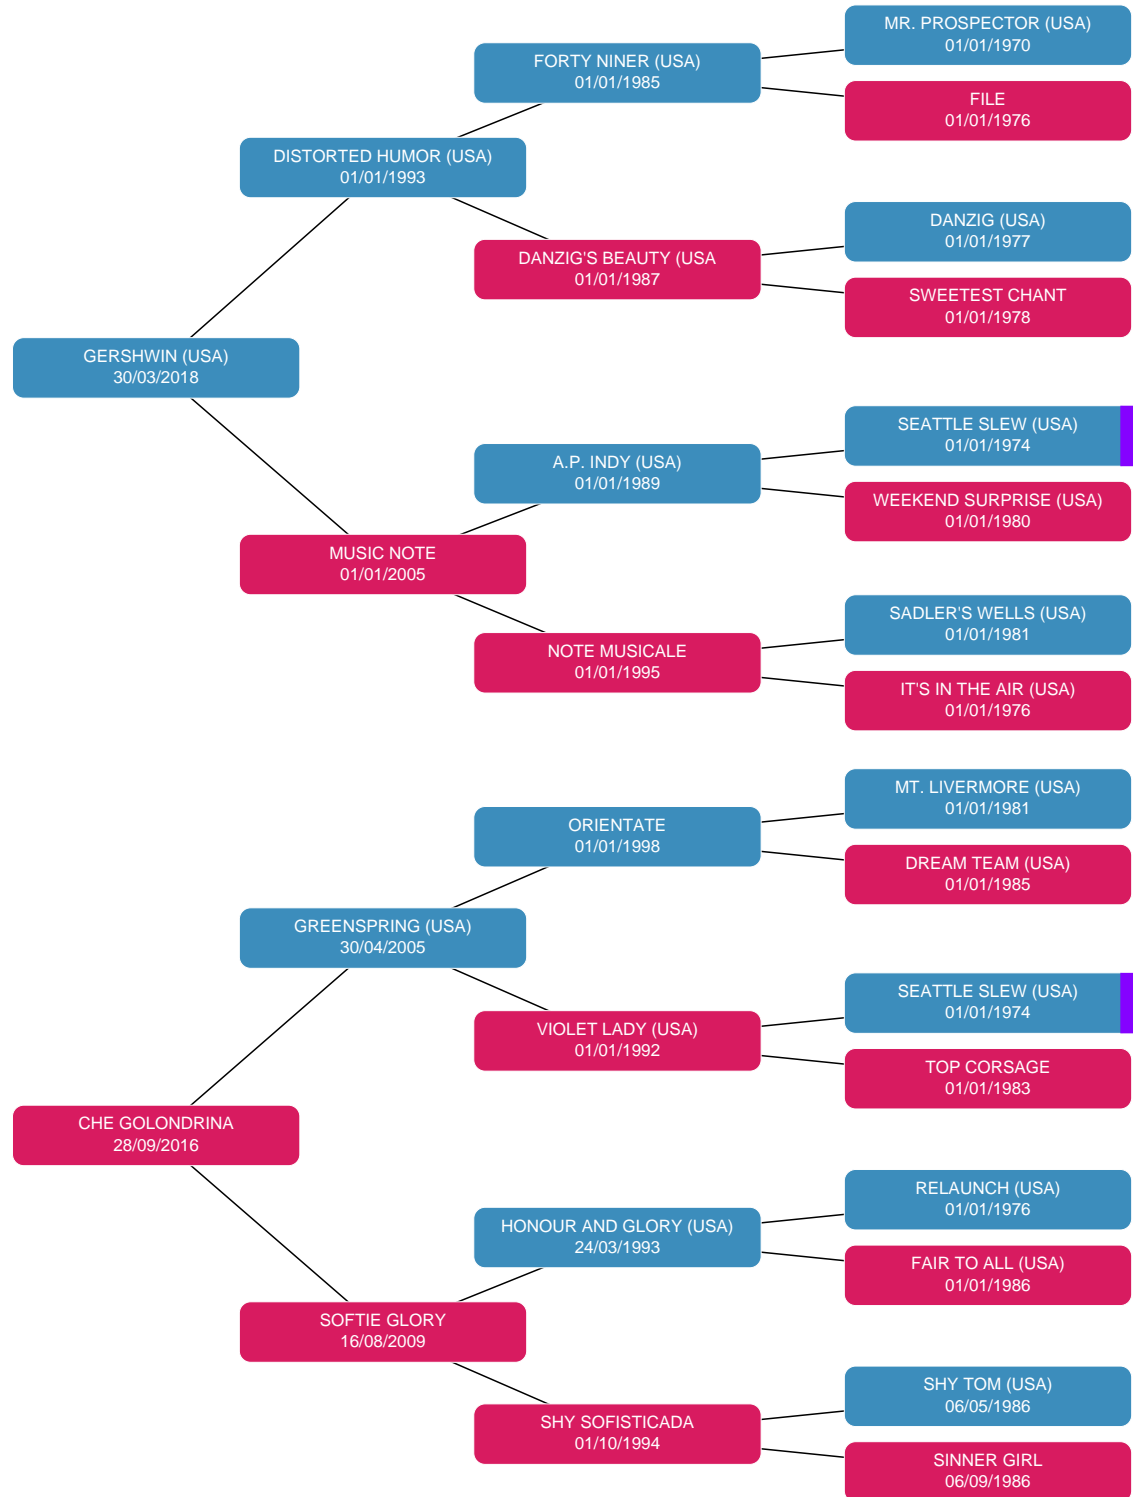 MR. PROSPECTOR (USA)
01/01/1970
FORTY NINER (USA)
01/01/1985
FILE
01/01/1976
DISTORTED HUMOR (USA)
01/01/1993
DANZIG (USA)
01/01/1977
DANZIG'S BEAUTY (USA
01/01/1987
SWEETEST CHANT
01/01/1978
GERSHWIN (USA)
30/03/2018
SEATTLE SLEW (USA)
01/01/1974
A.P. INDY (USA)
01/01/1989
WEEKEND SURPRISE (USA)
01/01/1980
MUSIC NOTE
01/01/2005
SADLER'S WELLS (USA)
01/01/1981
NOTE MUSICALE
01/01/1995
IT'S IN THE AIR (USA)
01/01/1976
MT. LIVERMORE (USA)
01/01/1981
ORIENTATE
01/01/1998
DREAM TEAM (USA)
01/01/1985
GREENSPRING (USA)
30/04/2005
SEATTLE SLEW (USA)
01/01/1974
VIOLET LADY (USA)
01/01/1992
TOP CORSAGE
01/01/1983
CHE GOLONDRINA
28/09/2016
RELAUNCH (USA)
01/01/1976
HONOUR AND GLORY (USA)
24/03/1993
FAIR TO ALL (USA)
01/01/1986
SOFTIE GLORY
16/08/2009
SHY TOM (USA)
06/05/1986
SHY SOFISTICADA
01/10/1994
SINNER GIRL
06/09/1986